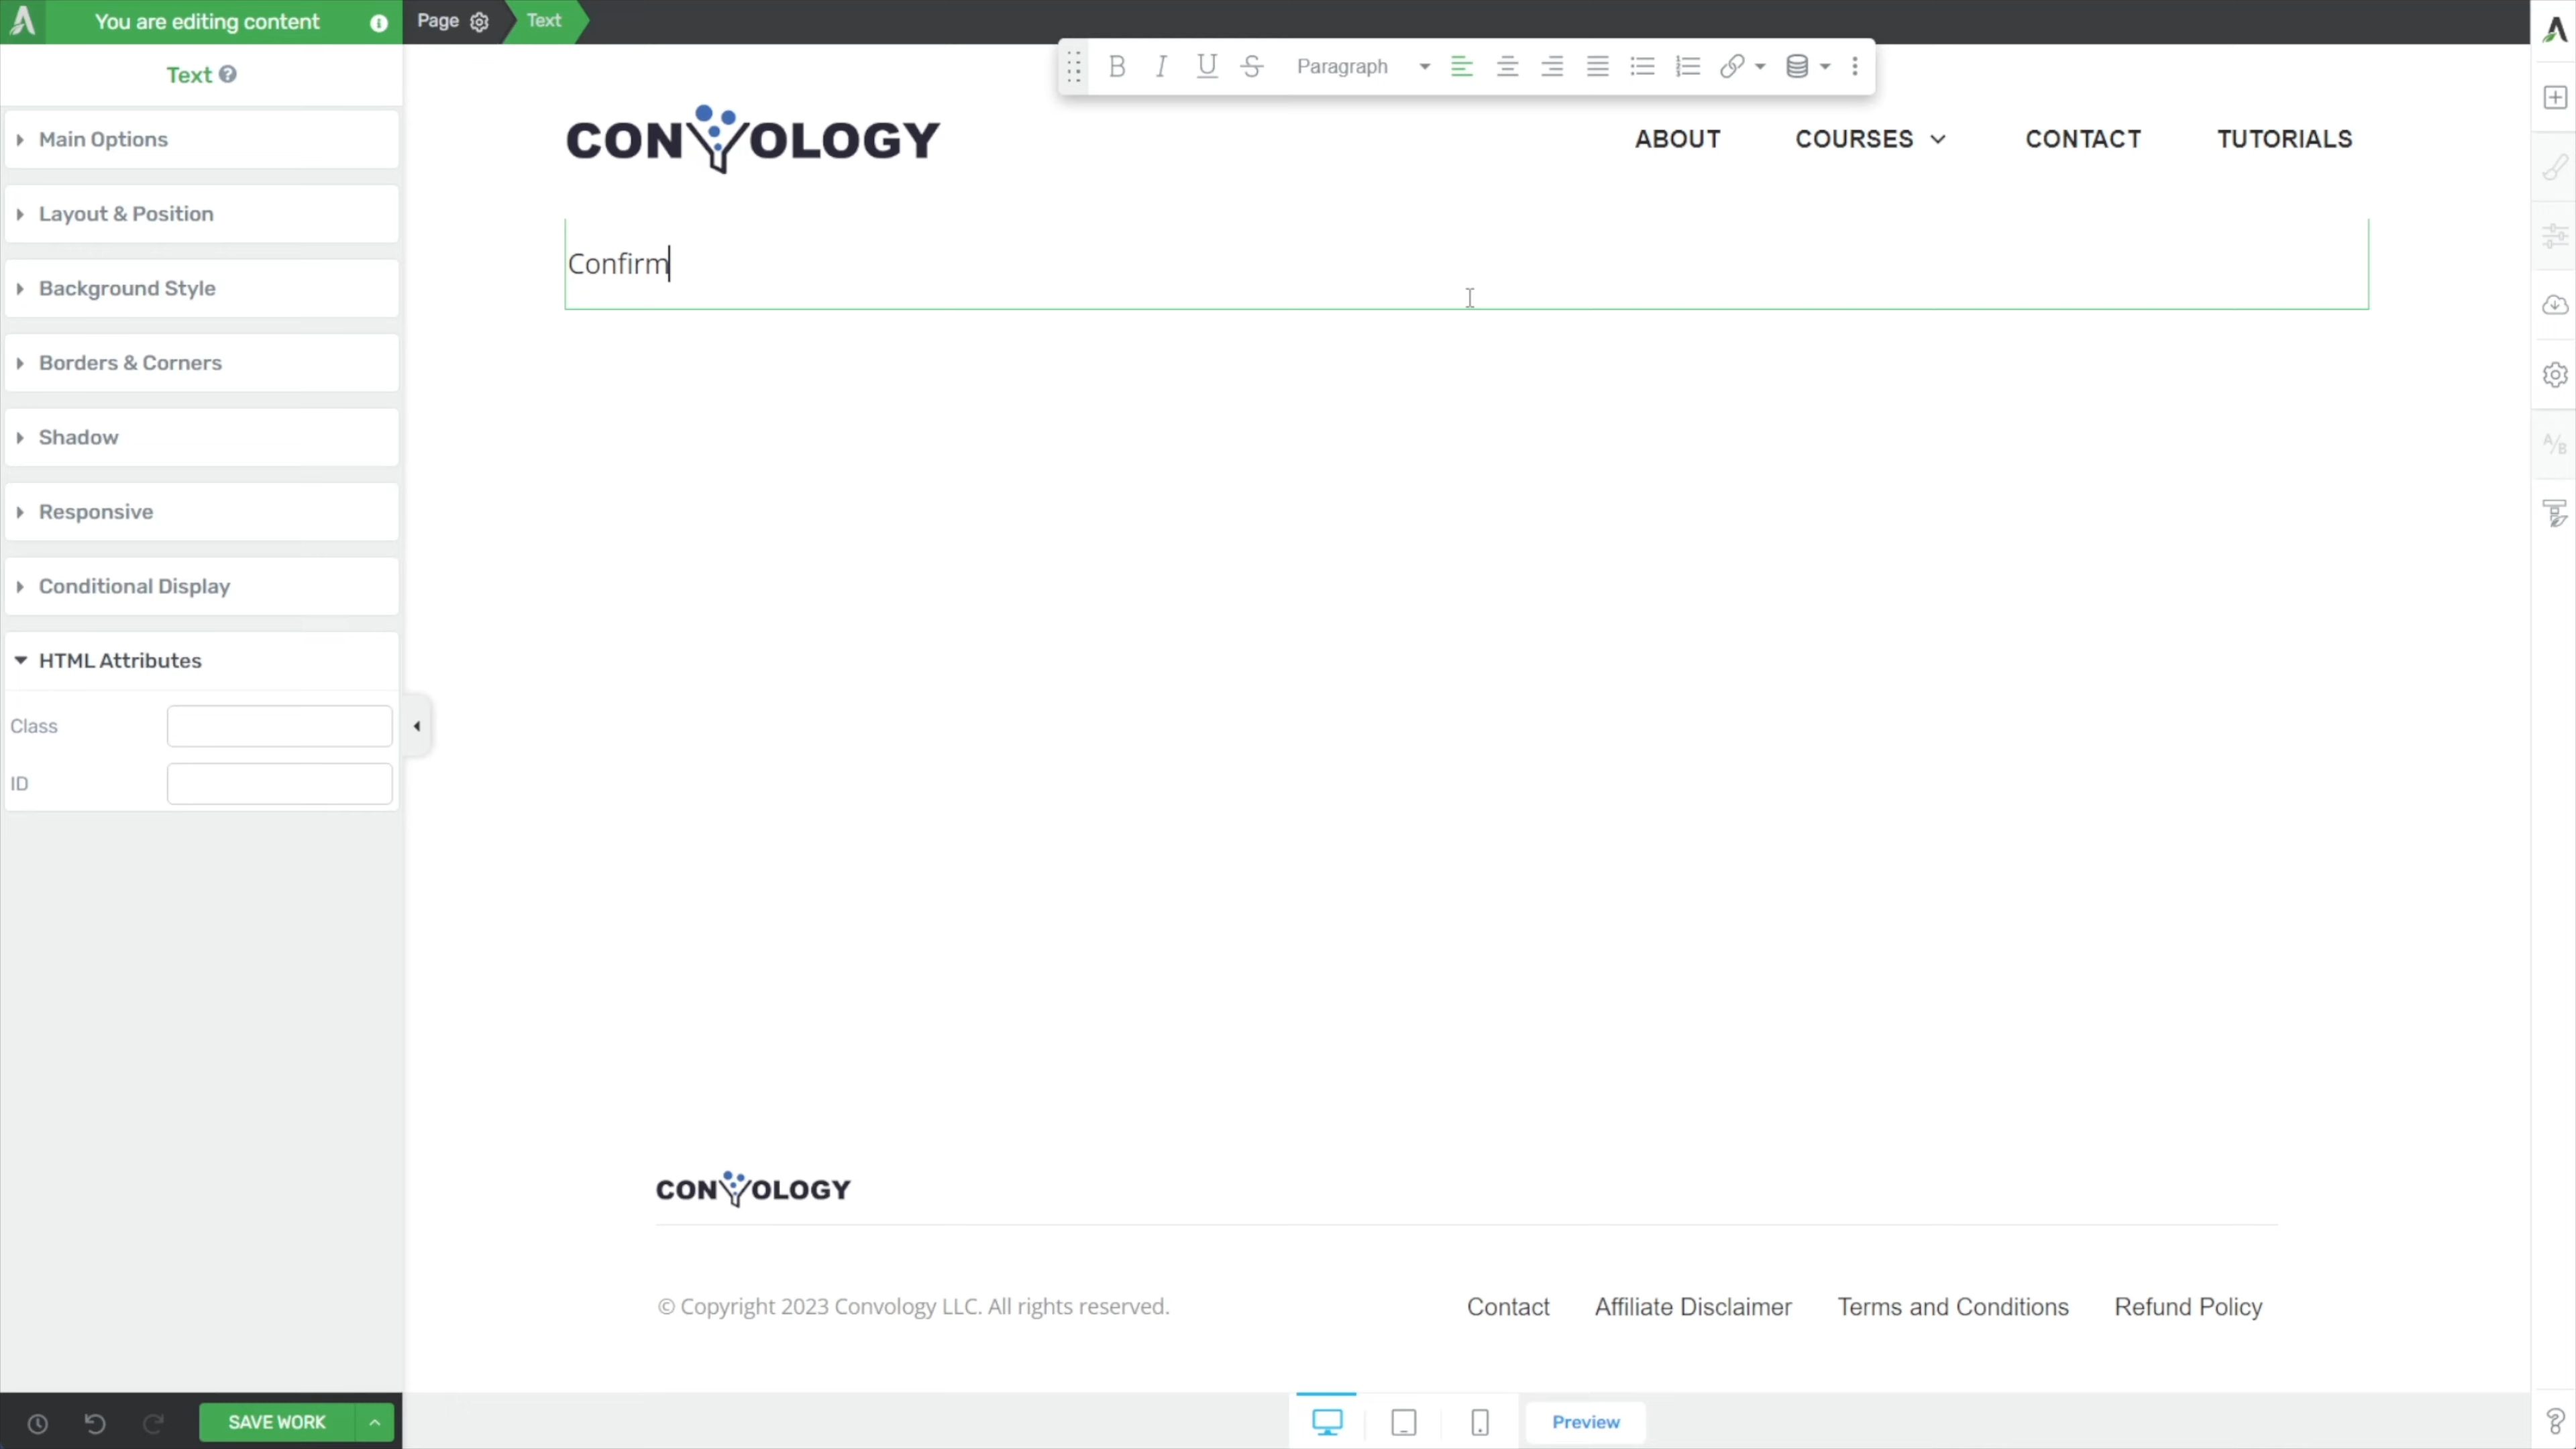 You are editing content
Page
Text
Text
Paragraph
Main Options
Layout & Position
Background Style
Borders & Corners
Shadow
Responsive
Conditional Display
HTML Attributes
Class
ID
CONVOLOGY
ABOUT
COURSES
CONTACT
TUTORIALS
Confirm
A/B
CONVOLOGY
© Copyright 2023 Convology LLC. All rights reserved.
Contact
Affiliate Disclaimer
Terms and Conditions
Refund Policy
SAVE WORK
Preview